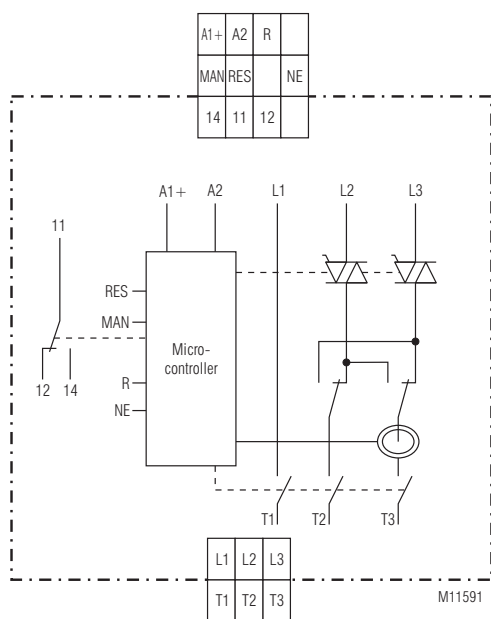 A1+ A2 R
MAN RES NE
14 11 12
A1+ A2 L1 L2 L3
11
RES
MAN
Micro-
controller
12 14
R
NE
T1 T2 T3
L1 L2 L3
T1 T2 T3
M11591